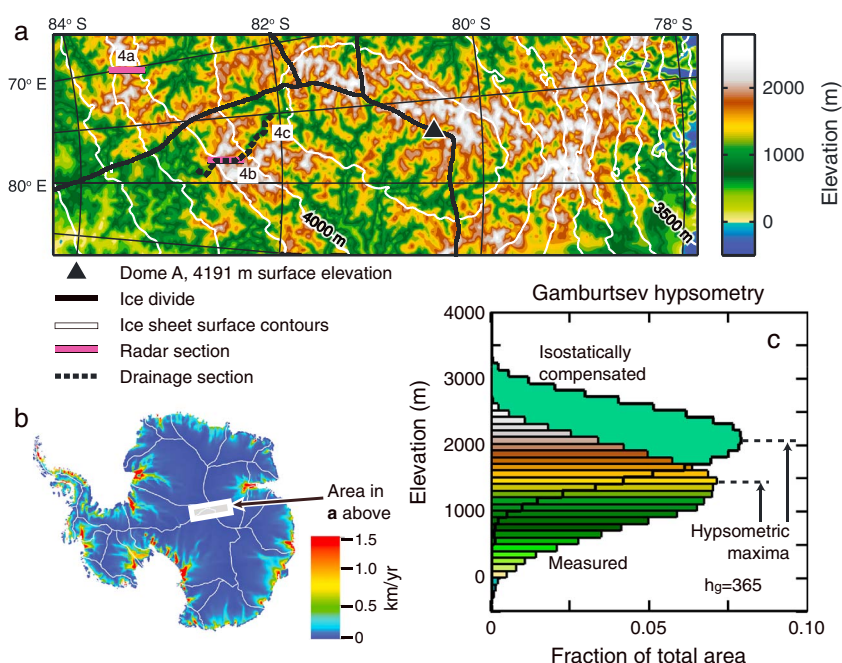 84° S
82° S
80° S
78° S
a
4a
70° E
4c
4b
80° E
4000 m
3500 m
2000
1000
0
Elevation (m)
Dome A, 4191 m surface elevation
Ice divide
Ice sheet surface contours
Radar section
Drainage section
b
Area in
a above
1.5
1.0
0.5
0
km/yr
Gamburtsev hypsometry
c
4000
3000
2000
1000
0
Elevation (m)
Isostatically
compensated
Hypsometric
maxima
Measured
hg=365
0
0.05
0.10
Fraction of total area